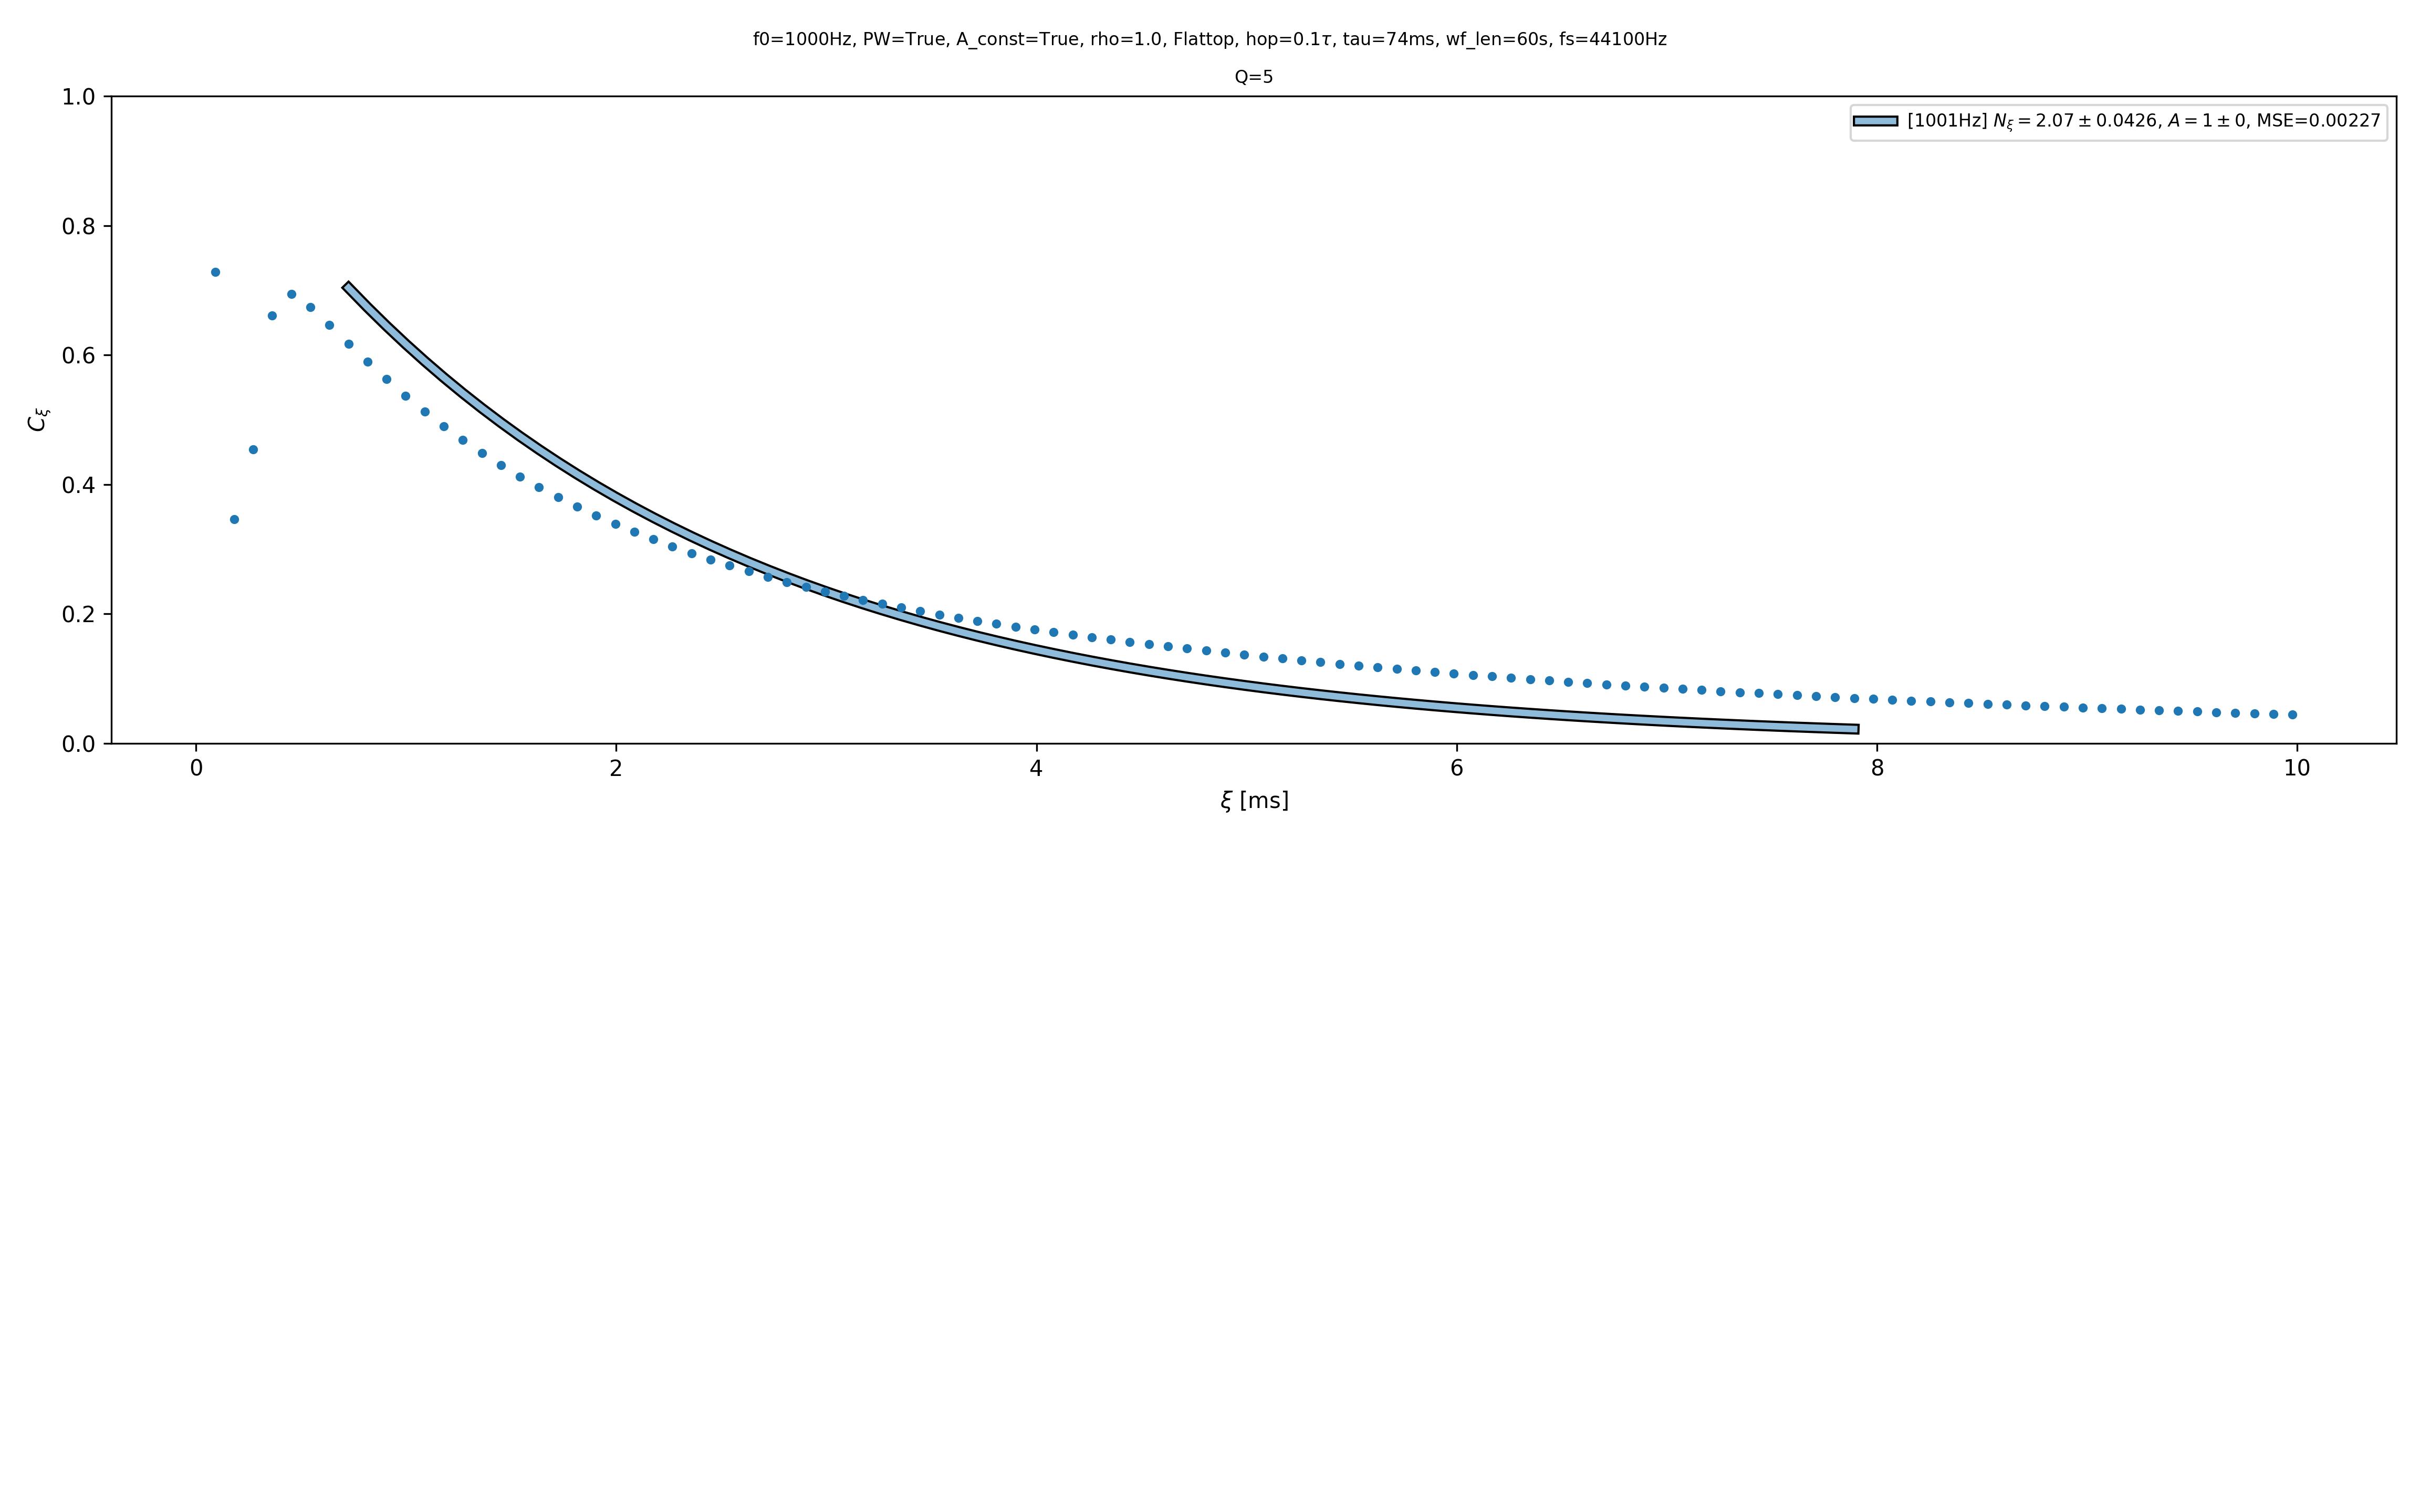 f0=1000Hz, PW=True, A_const=True, rho=1.0, Flattop, hop=0.1τ, tau=74ms, wf_len=60s, fs=44100Hz
Q=5
[1001Hz] N_ξ = 2.07 ± 0.0426, A = 1 ± 0, MSE=0.00227
1.0
0.8
0.6
0.4
0.2
0.0
C_ξ
0 2 4 6 8 10
ξ [ms]